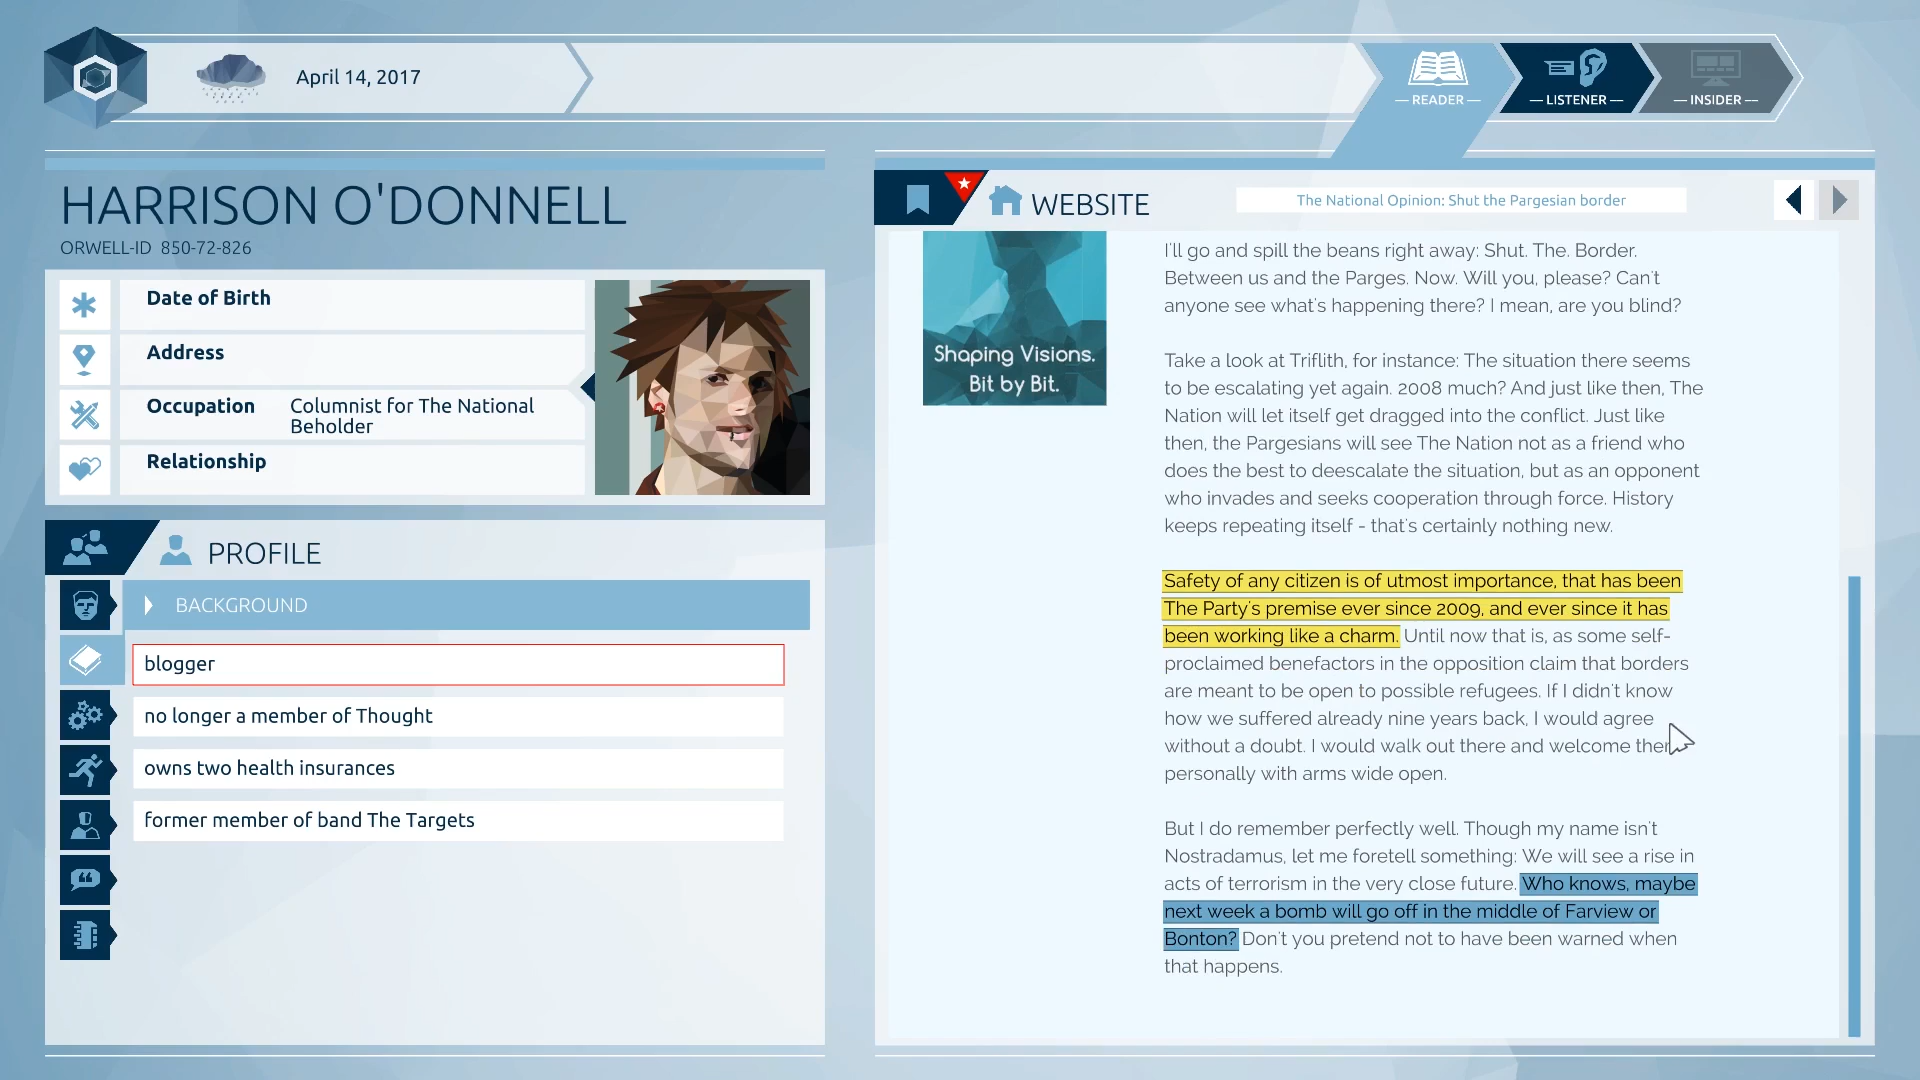 April 14, 2017
— READER —
— LISTENER —
— INSIDER —
HARRISON O'DONNELL
ORWELL-ID 850-72-826
Date of Birth
Address
Occupation Columnist for The National
Beholder
Relationship
PROFILE
BACKGROUND
blogger
no longer a member of Thought
owns two health insurances
former member of band The Targets
WEBSITE
The National Opinion: Shut the Pargesian border
Shaping Visions.
Bit by Bit.
I'll go and spill the beans right away: Shut. The. Border.
Between us and the Parges. Now. Will you, please? Can't
anyone see what's happening there? I mean, are you blind?
Take a look at Triflith, for instance: The situation there seems
to be escalating yet again. 2008 much? And just like then, The
Nation will let itself get dragged into the conflict. Just like
then, the Pargesians will see The Nation not as a friend who
does the best to deescalate the situation, but as an opponent
who invades and seeks cooperation through force. History
keeps repeating itself - that's certainly nothing new.
Safety of any citizen is of utmost importance, that has been
The Party's premise ever since 2009, and ever since it has
been working like a charm. Until now that is, as some self-
proclaimed benefactors in the opposition claim that borders
are meant to be open to possible refugees. If I didn't know
how we suffered already nine years back, I would agree
without a doubt. I would walk out there and welcome them
personally with arms wide open.
But I do remember perfectly well. Though my name isn't
Nostradamus, let me foretell something: We will see a rise in
acts of terrorism in the very close future. Who knows, maybe
next week a bomb will go off in the middle of Farview or
Bonton? Don't you pretend not to have been warned when
that happens.